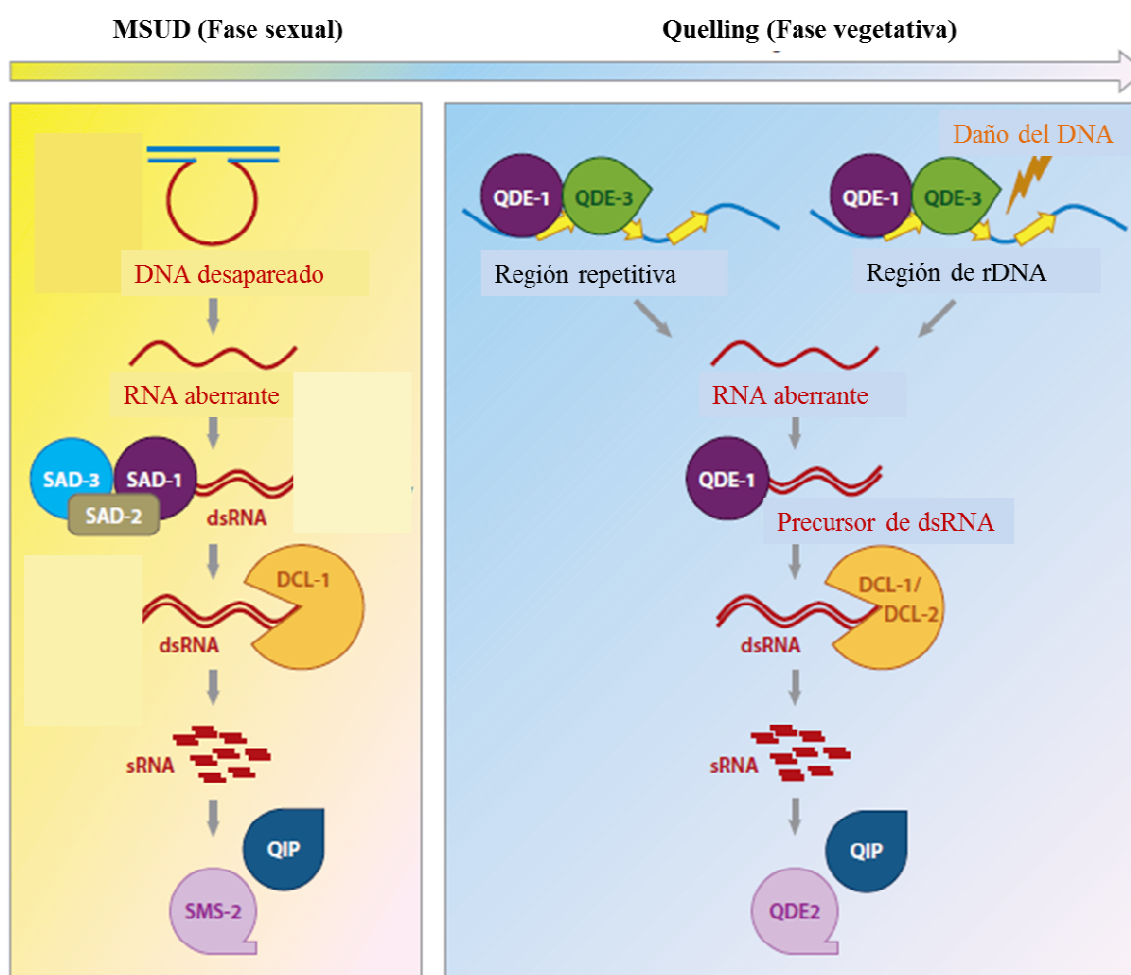 MSUD (Fase sexual)
Quelling (Fase vegetativa)
DNA desapareado
RNA aberrante
SAD-3
SAD-1
SAD-2
dsRNA
DCL-1
dsRNA
sRNA
QIP
SMS-2
Daño del DNA
QDE-1
QDE-3
QDE-1
QDE-3
Región repetitiva
Región de rDNA
RNA aberrante
QDE-1
Precursor de dsRNA
DCL-1/
DCL-2
dsRNA
sRNA
QIP
QDE2